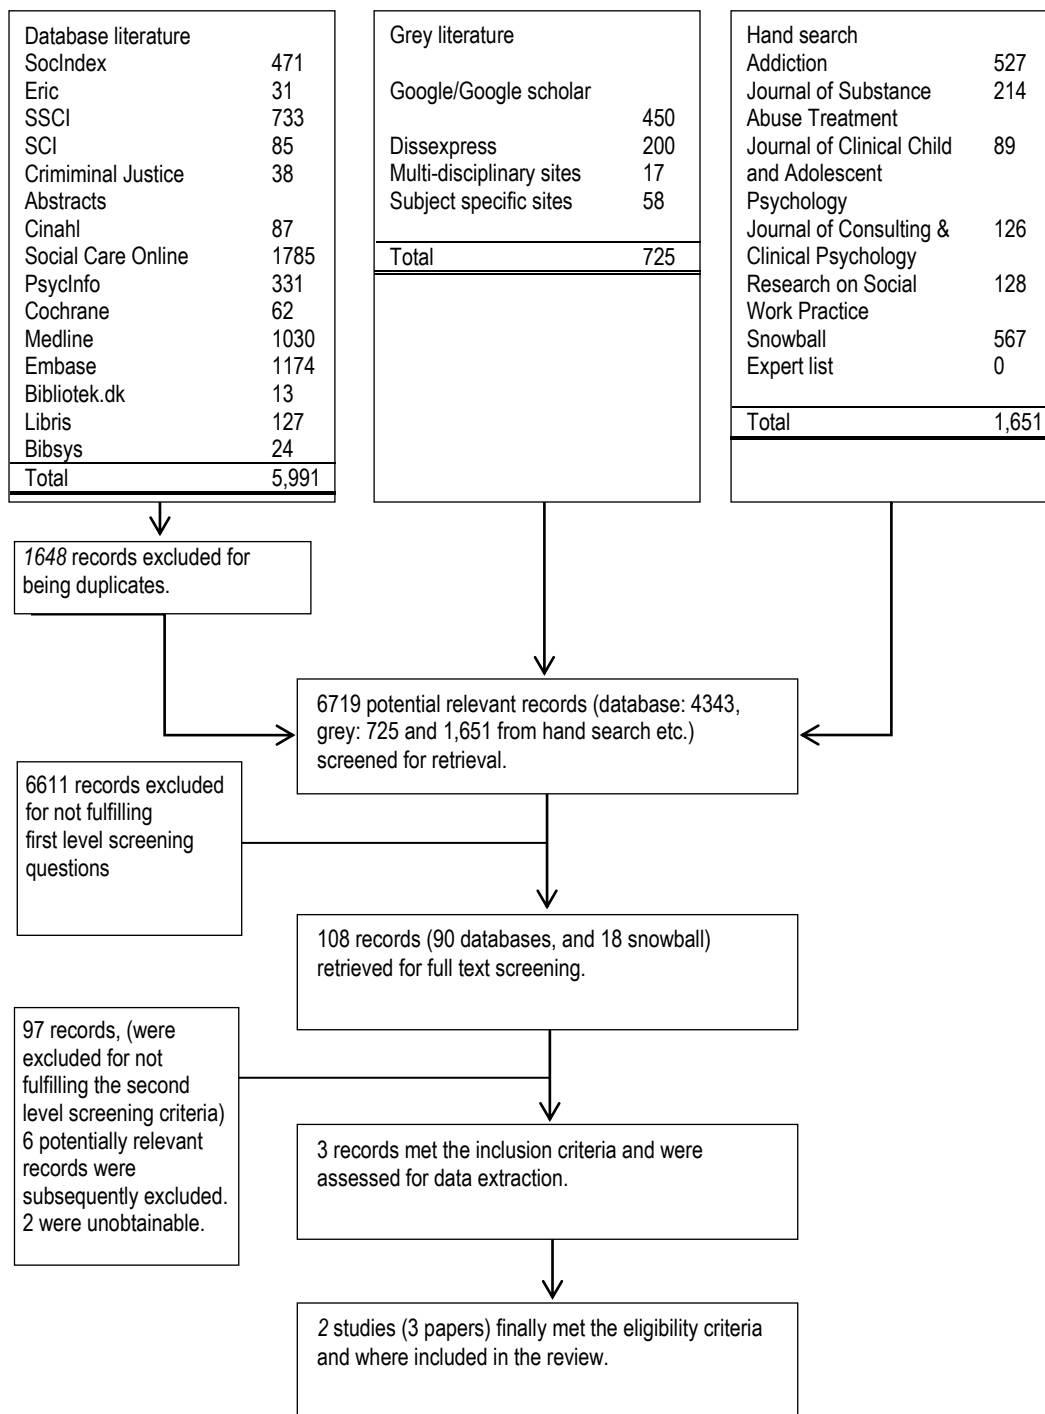 Database literature
SocIndex 471
Eric 31
SSCI 733
SCI 85
Crimiminal Justice 38
Abstracts
Cinahl 87
Social Care Online 1785
PsycInfo 331
Cochrane 62
Medline 1030
Embase 1174
Bibliotek.dk 13
Libris 127
Bibsys 24
Total 5,991
Grey literature
Google/Google scholar
450
Dissexpress 200
Multi-disciplinary sites 17
Subject specific sites 58
Total 725
Hand search
Addiction 527
Journal of Substance 214
Abuse Treatment
Journal of Clinical Child 89
and Adolescent
Psychology
Journal of Consulting & 126
Clinical Psychology
Research on Social 128
Work Practice
Snowball 567
Expert list 0
Total 1,651
1648 records excluded for
being duplicates.
6719 potential relevant records (database: 4343,
grey: 725 and 1,651 from hand search etc.)
screened for retrieval.
6611 records excluded
for not fulfilling
first level screening
questions
108 records (90 databases, and 18 snowball)
retrieved for full text screening.
97 records, (were
excluded for not
fulfilling the second
level screening criteria)
6 potentially relevant
records were
subsequently excluded.
2 were unobtainable.
3 records met the inclusion criteria and were
assessed for data extraction.
2 studies (3 papers) finally met the eligibility criteria
and where included in the review.